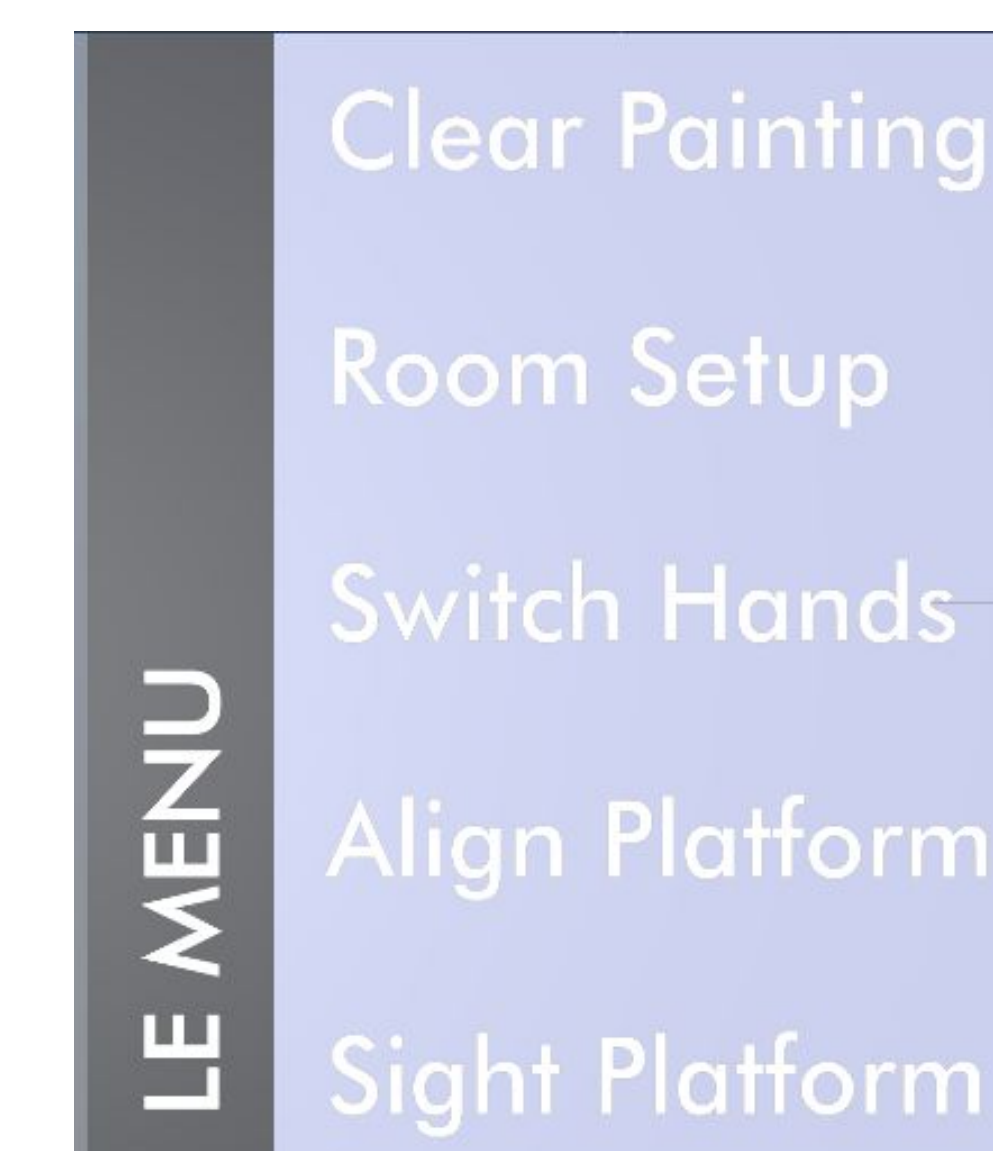 LE MENU
Clear Painting
Room Setup
Switch Hands
Align Platform
Sight Platform